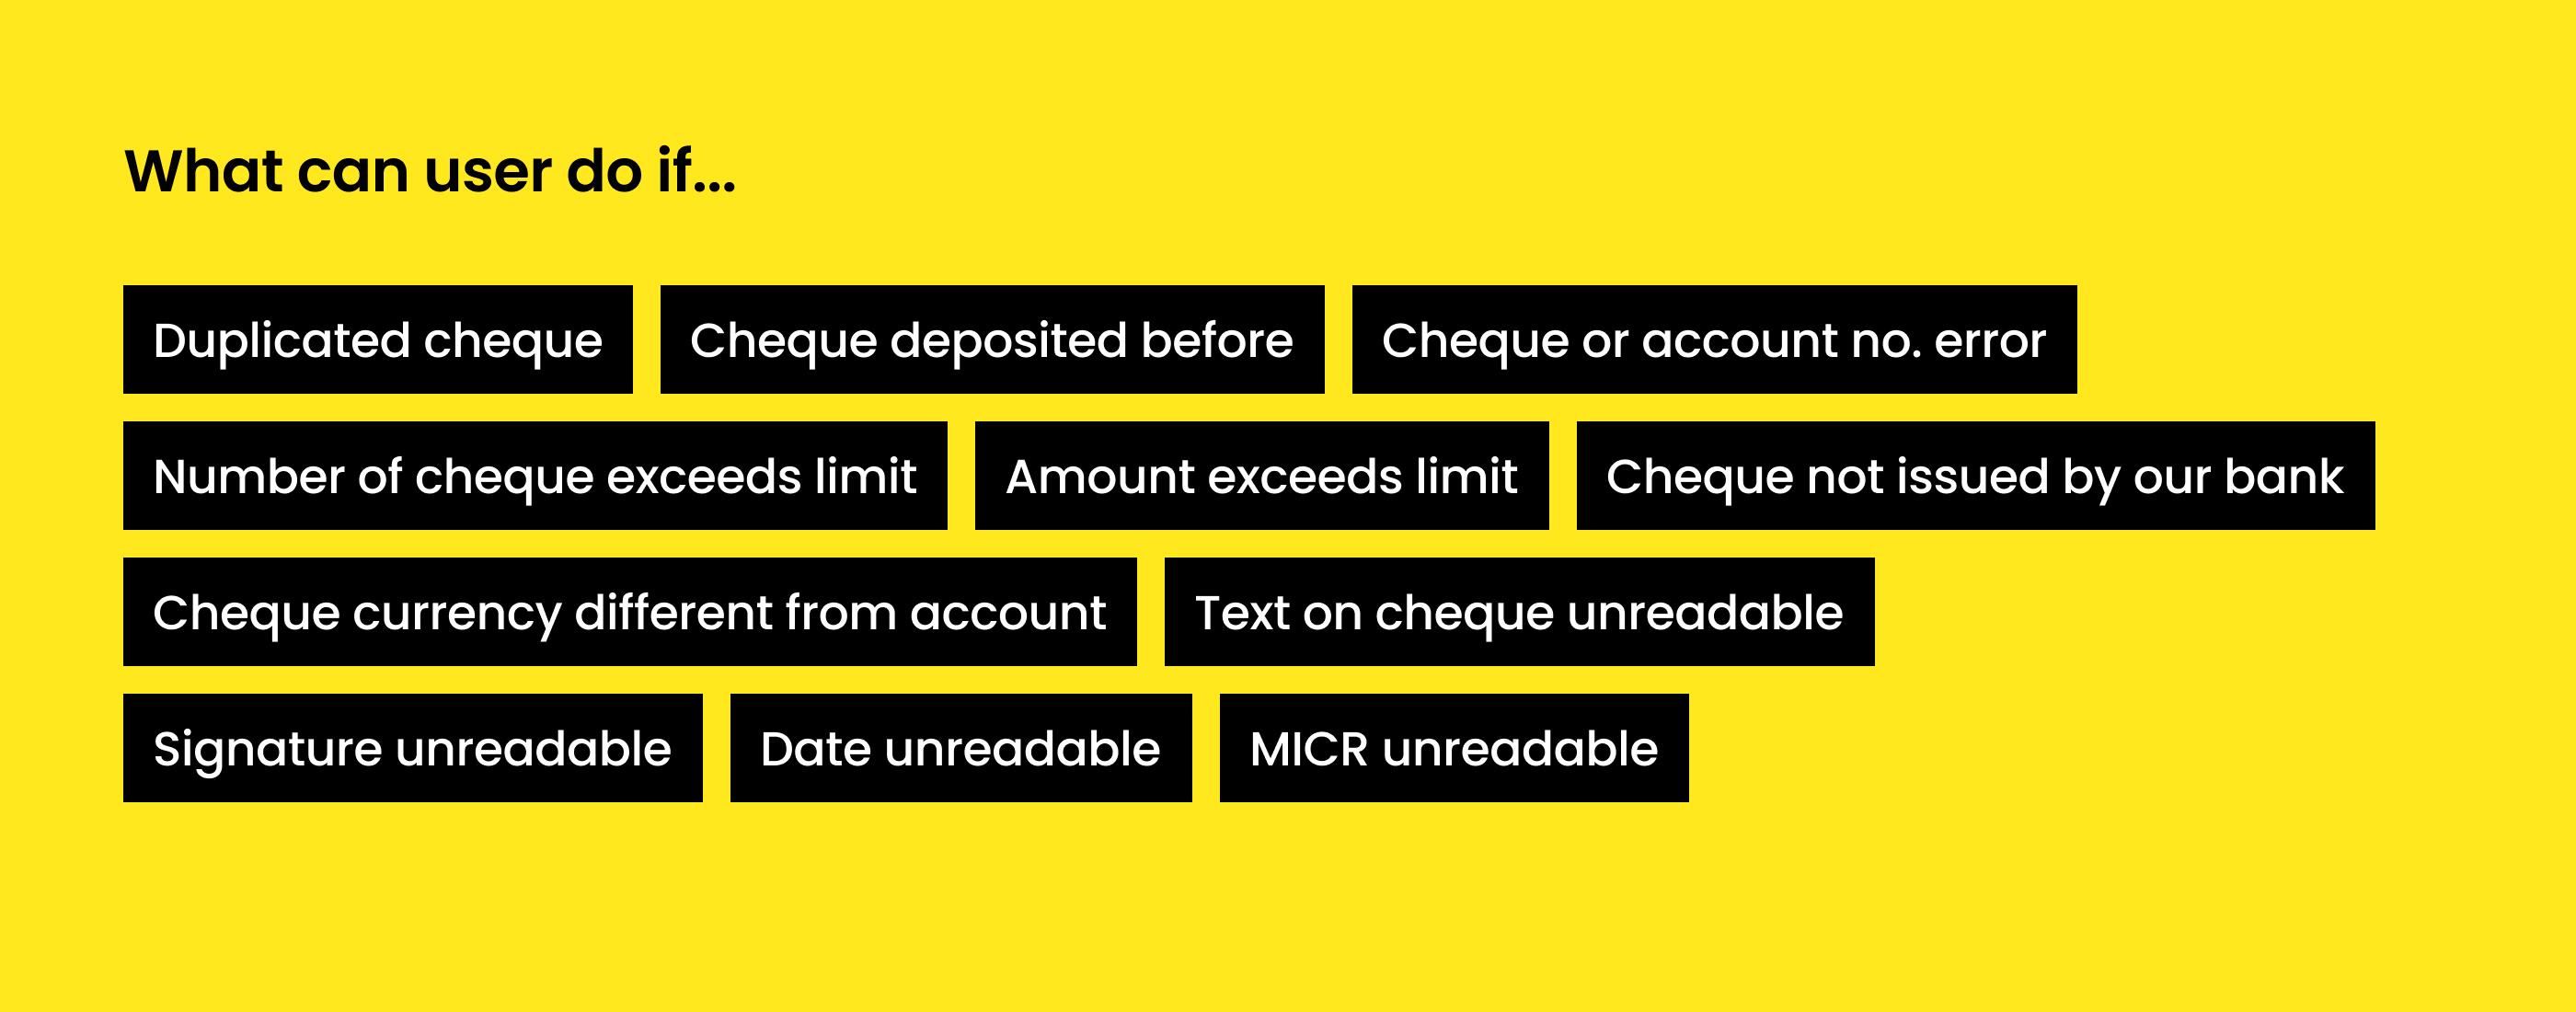 What can user do if...
Duplicated cheque
Cheque deposited before
Cheque or account no. error
Number of cheque exceeds limit
Amount exceeds limit
Cheque not issued by our bank
Cheque currency different from account
Text on cheque unreadable
Signature unreadable
Date unreadable
MICR unreadable